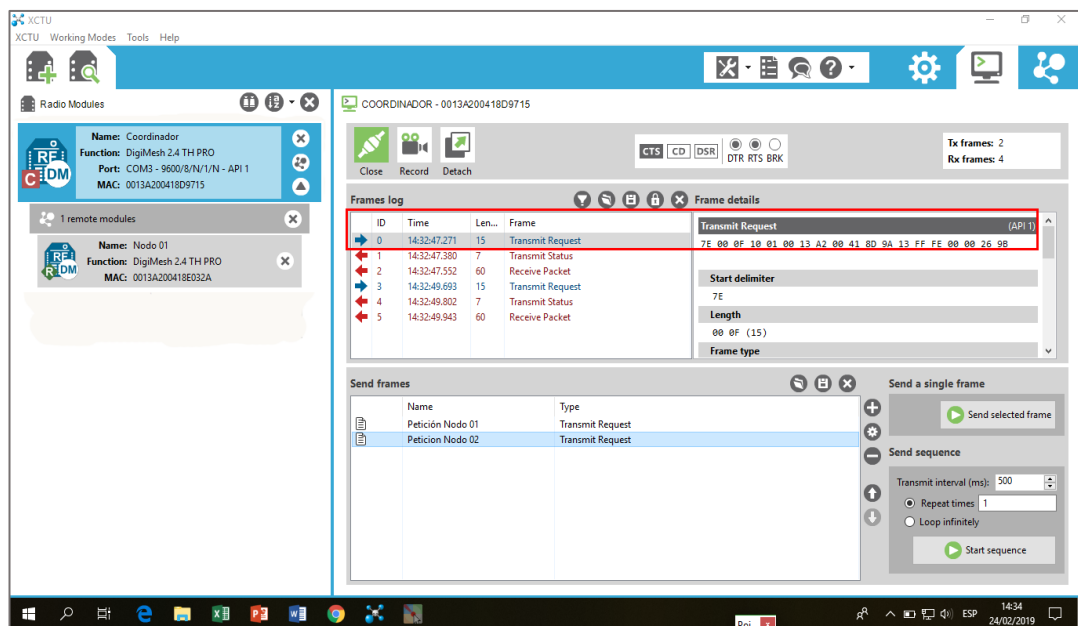 XCTU
XCTU Working Modes Tools Help
Radio Modules
COORDINADOR - 0013A200418D9715
Name: Coordinador
Function: DigiMesh 2.4 TH PRO
Port: COM3 - 9600/8/N/1/N - API 1
MAC: 0013A200418D9715
1 remote modules
Name: Nodo 01
Function: DigiMesh 2.4 TH PRO
MAC: 0013A200418E032A
Close Record Detach
CTS CD DSR DTR RTS BRK
Tx frames: 2
Rx frames: 4
Frames log
ID Time Len... Frame
0 14:32:47.271 15 Transmit Request
1 14:32:47.380 7 Transmit Status
2 14:32:47.552 60 Receive Packet
3 14:32:49.693 15 Transmit Request
4 14:32:49.802 7 Transmit Status
5 14:32:49.943 60 Receive Packet
Frame details
Transmit Request (API 1)
7E 00 0F 10 01 00 13 A2 00 41 8D 9A 13 FF FE 00 00 26 9B
Start delimiter
7E
Length
00 0F (15)
Frame type
Send frames
Name Type
Petición Nodo 01 Transmit Request
Peticion Nodo 02 Transmit Request
Send a single frame
Send selected frame
Send sequence
Transmit interval (ms): 500
Repeat times 1
Loop infinitely
Start sequence
ESP
14:34
24/02/2019